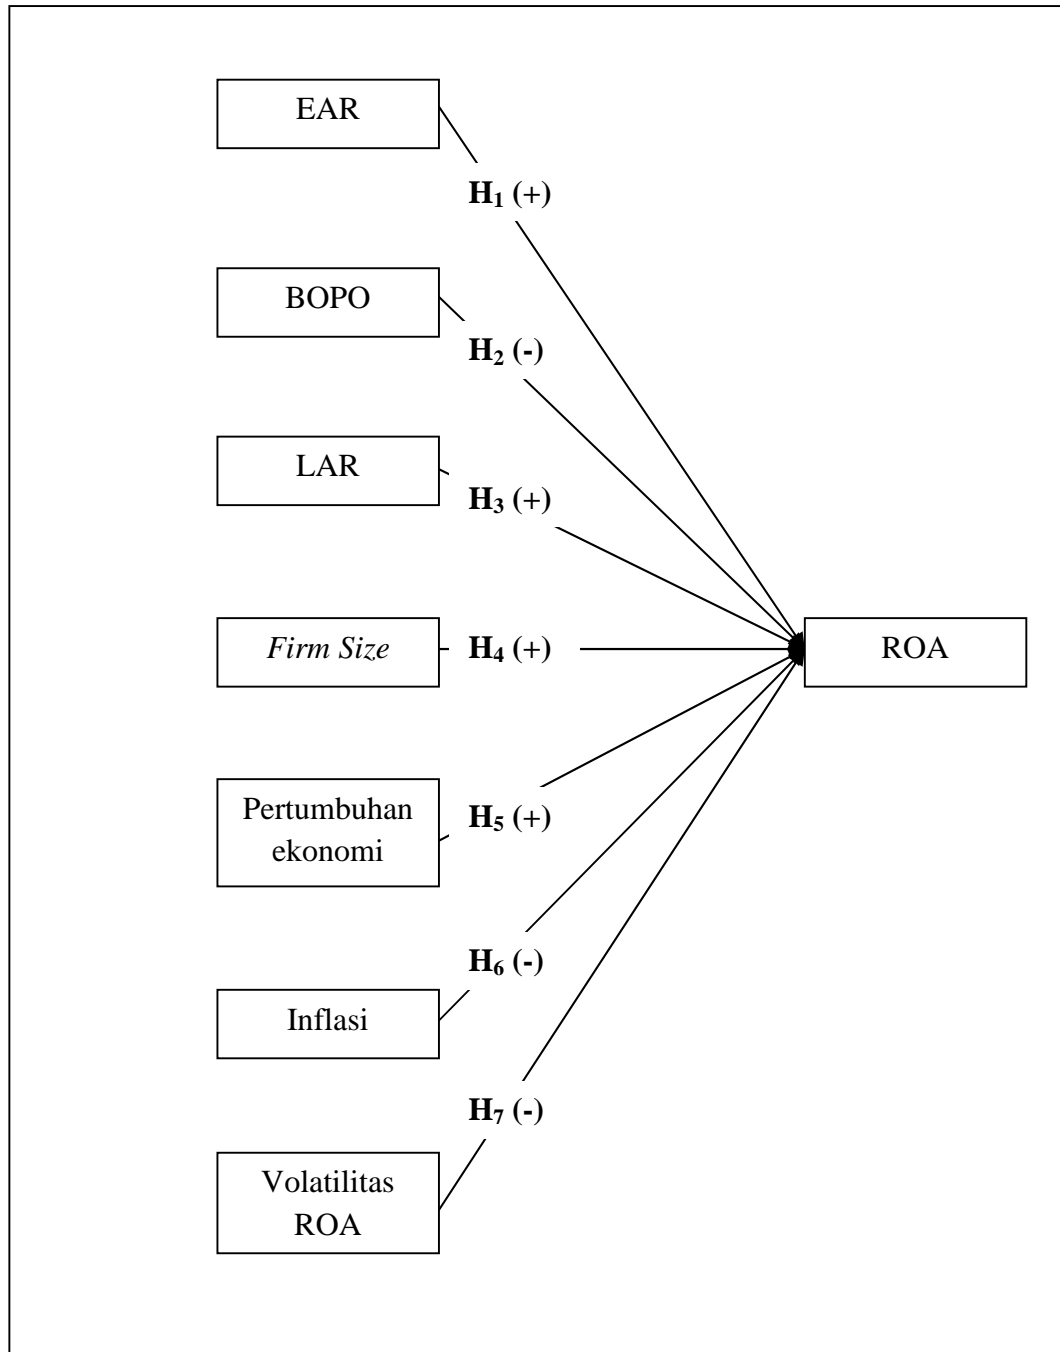 EAR
H₁ (+)
BOPO
H₂ (-)
LAR
H₃ (+)
Firm Size
H₄ (+)
ROA
Pertumbuhan
ekonomi
H₅ (+)
Inflasi
H₆ (-)
Volatilitas
ROA
H₇ (-)